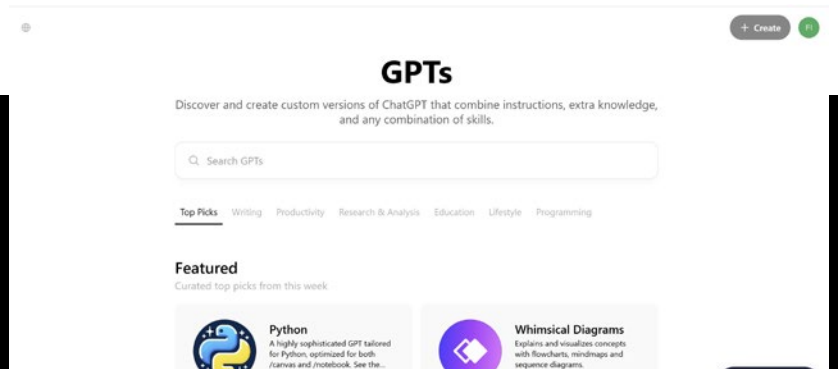 + Create
FI
GPTs
Discover and create custom versions of ChatGPT that combine instructions, extra knowledge,
and any combination of skills.
Search GPTs
Top Picks Writing Productivity Research & Analysis Education Lifestyle Programming
Featured
Curated top picks from this week
Python
A highly sophisticated GPT tailored
for Python, optimized for both
/canvas and /notebook. See the...
Whimsical Diagrams
Explains and visualizes concepts
with flowcharts, mindmaps and
sequence diagrams.